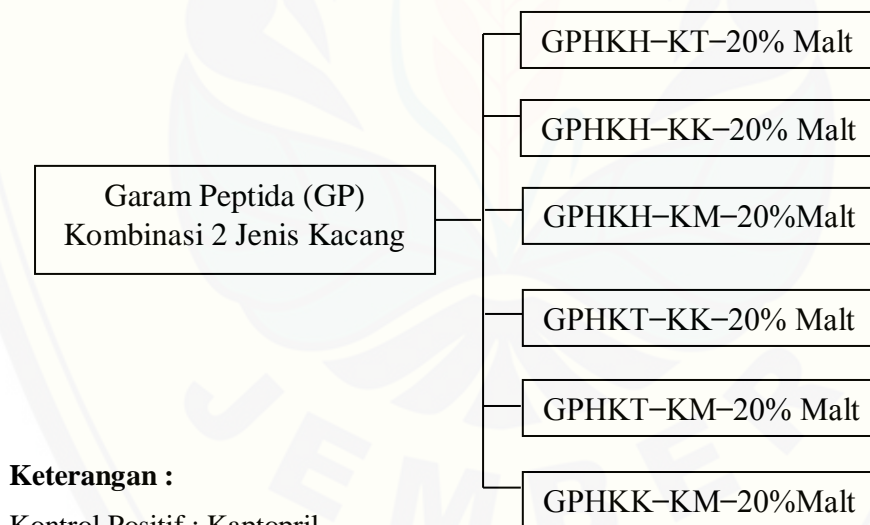 Garam Peptida (GP)
Kombinasi 2 Jenis Kacang
GPHKH−KT−20% Malt
GPHKH−KK−20% Malt
GPHKH−KM−20%Malt
GPHKT−KK−20% Malt
GPHKT−KM−20% Malt
GPHKK−KM−20%Malt
Keterangan :
Kontrol Positif : Kaptopril
JEMBER